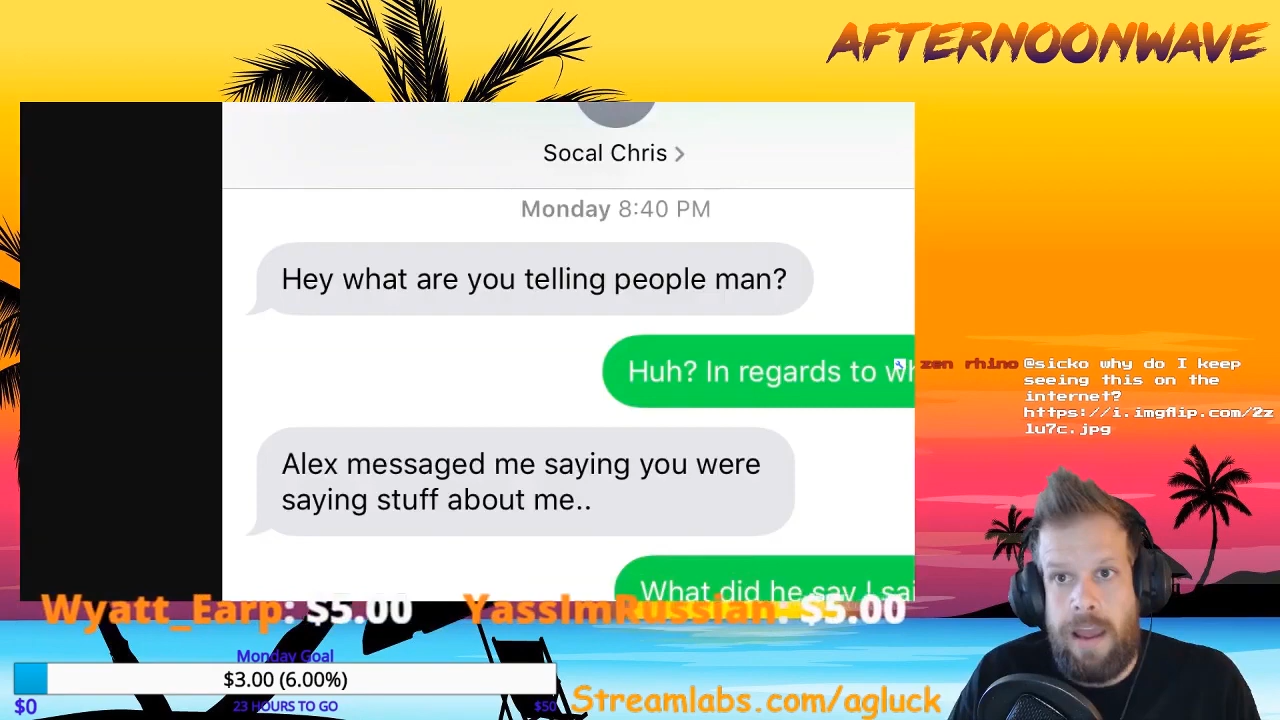 AFTERNOONWAVE
Socal Chris >
Monday 8:40 PM
Hey what are you telling people man?
Huh? In regards to wh
Alex messaged me saying you were
saying stuff about me..
What did he say I sai
zen rhino @sicko why do I keep
seeing this on the
internet?
https://i.imgflip.com/2z
lu7c.jpg
Wyatt_Earp: $5.00 YassImRussian: $5.00
Monday Goal
$3.00 (6.00%)
$0 23 HOURS TO GO $50
Streamlabs.com/agluck